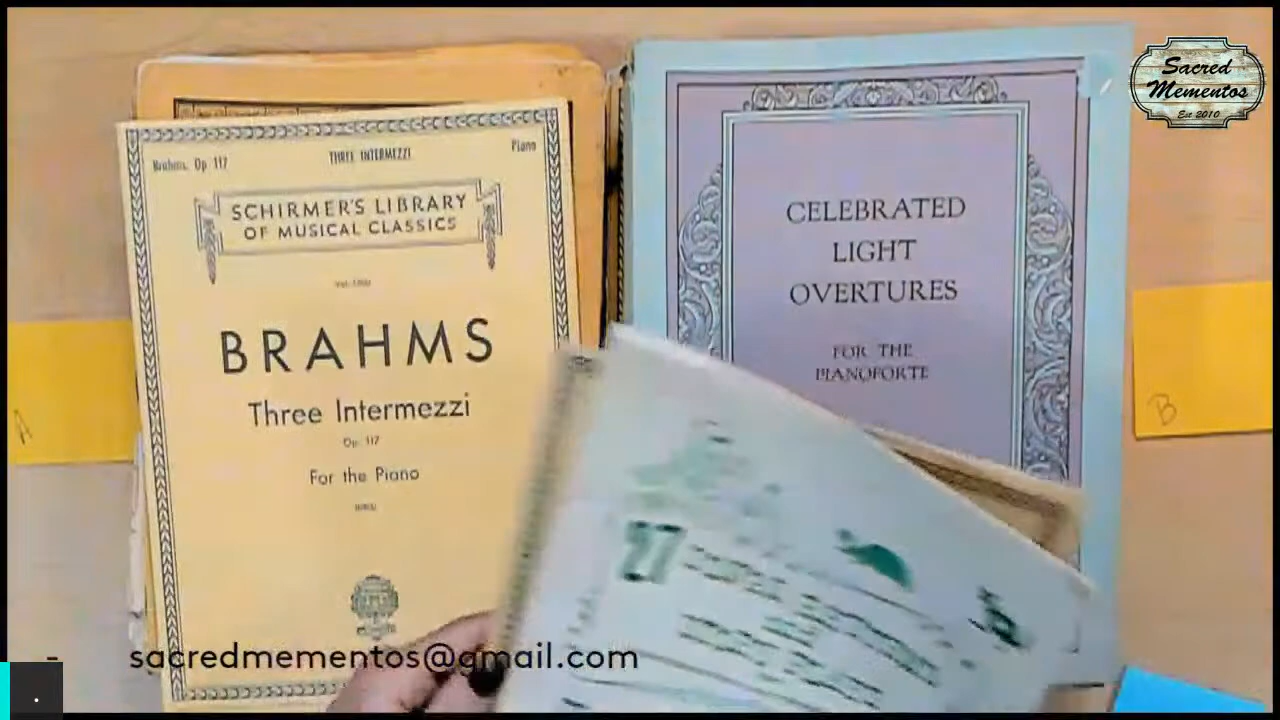 Sacred
Mementos
Est 2010
Brahms, Op 117
THREE INTERMEZZI
Piano
SCHIRMER'S LIBRARY
OF MUSICAL CLASSICS
BRAHMS
Three Intermezzi
Op. 117
For the Piano
CELEBRATED
LIGHT
OVERTURES
FOR THE
PIANOFORTE
A
B
27
sacredmementos@gmail.com